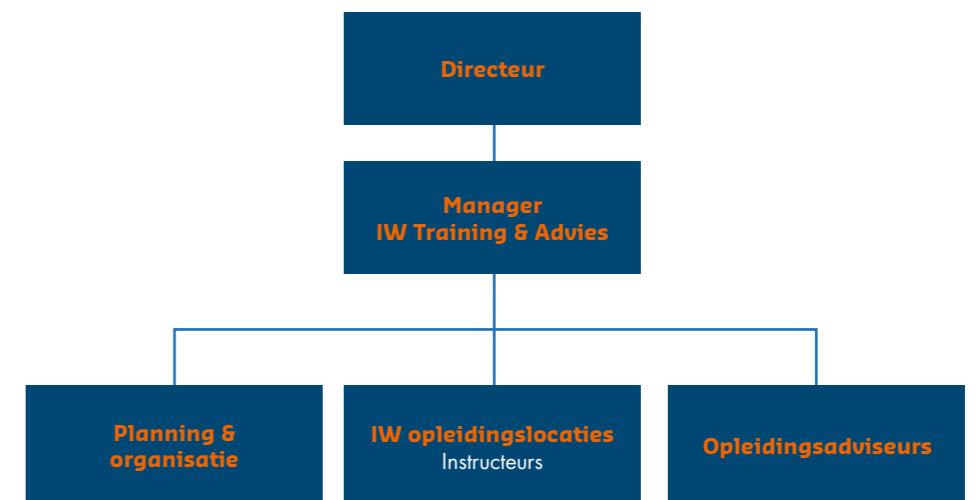 Directeur
Manager
IW Training & Advies
Planning &
organisatie
IW opleidingslocaties
Instructeurs
Opleidingsadviseurs